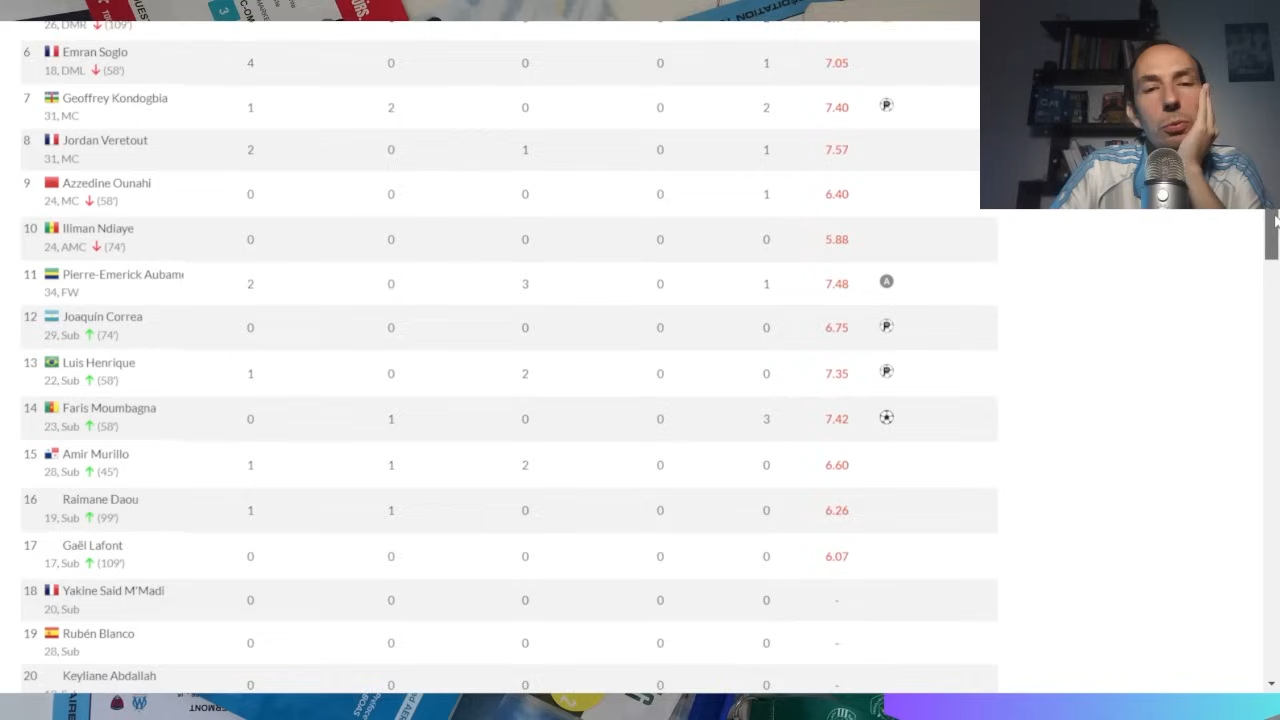 26, DMR (109')
6 Emran Soglo 4 0 0 0 1 7.05
18, DML (58')
7 Geoffrey Kondogbia 1 2 0 0 2 7.40 P
31, MC
8 Jordan Veretout 2 0 1 0 1 7.57
31, MC
9 Azzedine Ounahi 0 0 0 0 1 6.40
24, MC (58')
10 Iliman Ndiaye 0 0 0 0 0 5.88
24, AMC (74')
11 Pierre-Emerick Aubame 2 0 3 0 1 7.48 A
34, FW
12 Joaquín Correa 0 0 0 0 0 6.75 P
29, Sub (74')
13 Luis Henrique 1 0 2 0 0 7.35 P
22, Sub (58')
14 Faris Moumbagna 0 1 0 0 3 7.42
23, Sub (58')
15 Amir Murillo 1 1 2 0 0 6.60
28, Sub (45')
16 Raimane Daou 1 1 0 0 0 6.26
19, Sub (99')
17 Gaël Lafont 0 0 0 0 0 6.07
17, Sub (109')
18 Yakine Said M'Madi 0 0 0 0 0 -
20, Sub
19 Rubén Blanco 0 0 0 0 0 -
28, Sub
20 Keyliane Abdallah 0 0 0 0 0 -